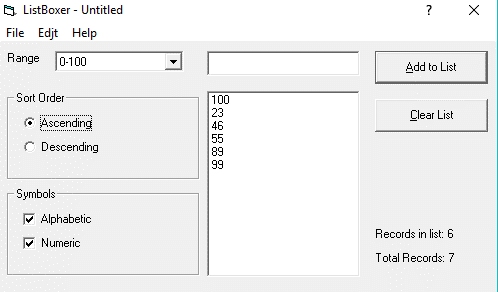 ListBoxer - Untitled
File Edjt Help
Range 0-100
Add to List
Sort Order
Ascending
Descending
100
23
46
55
89
99
Clear List
Symbols
Alphabetic
Numeric
Records in list: 6
Total Records: 7